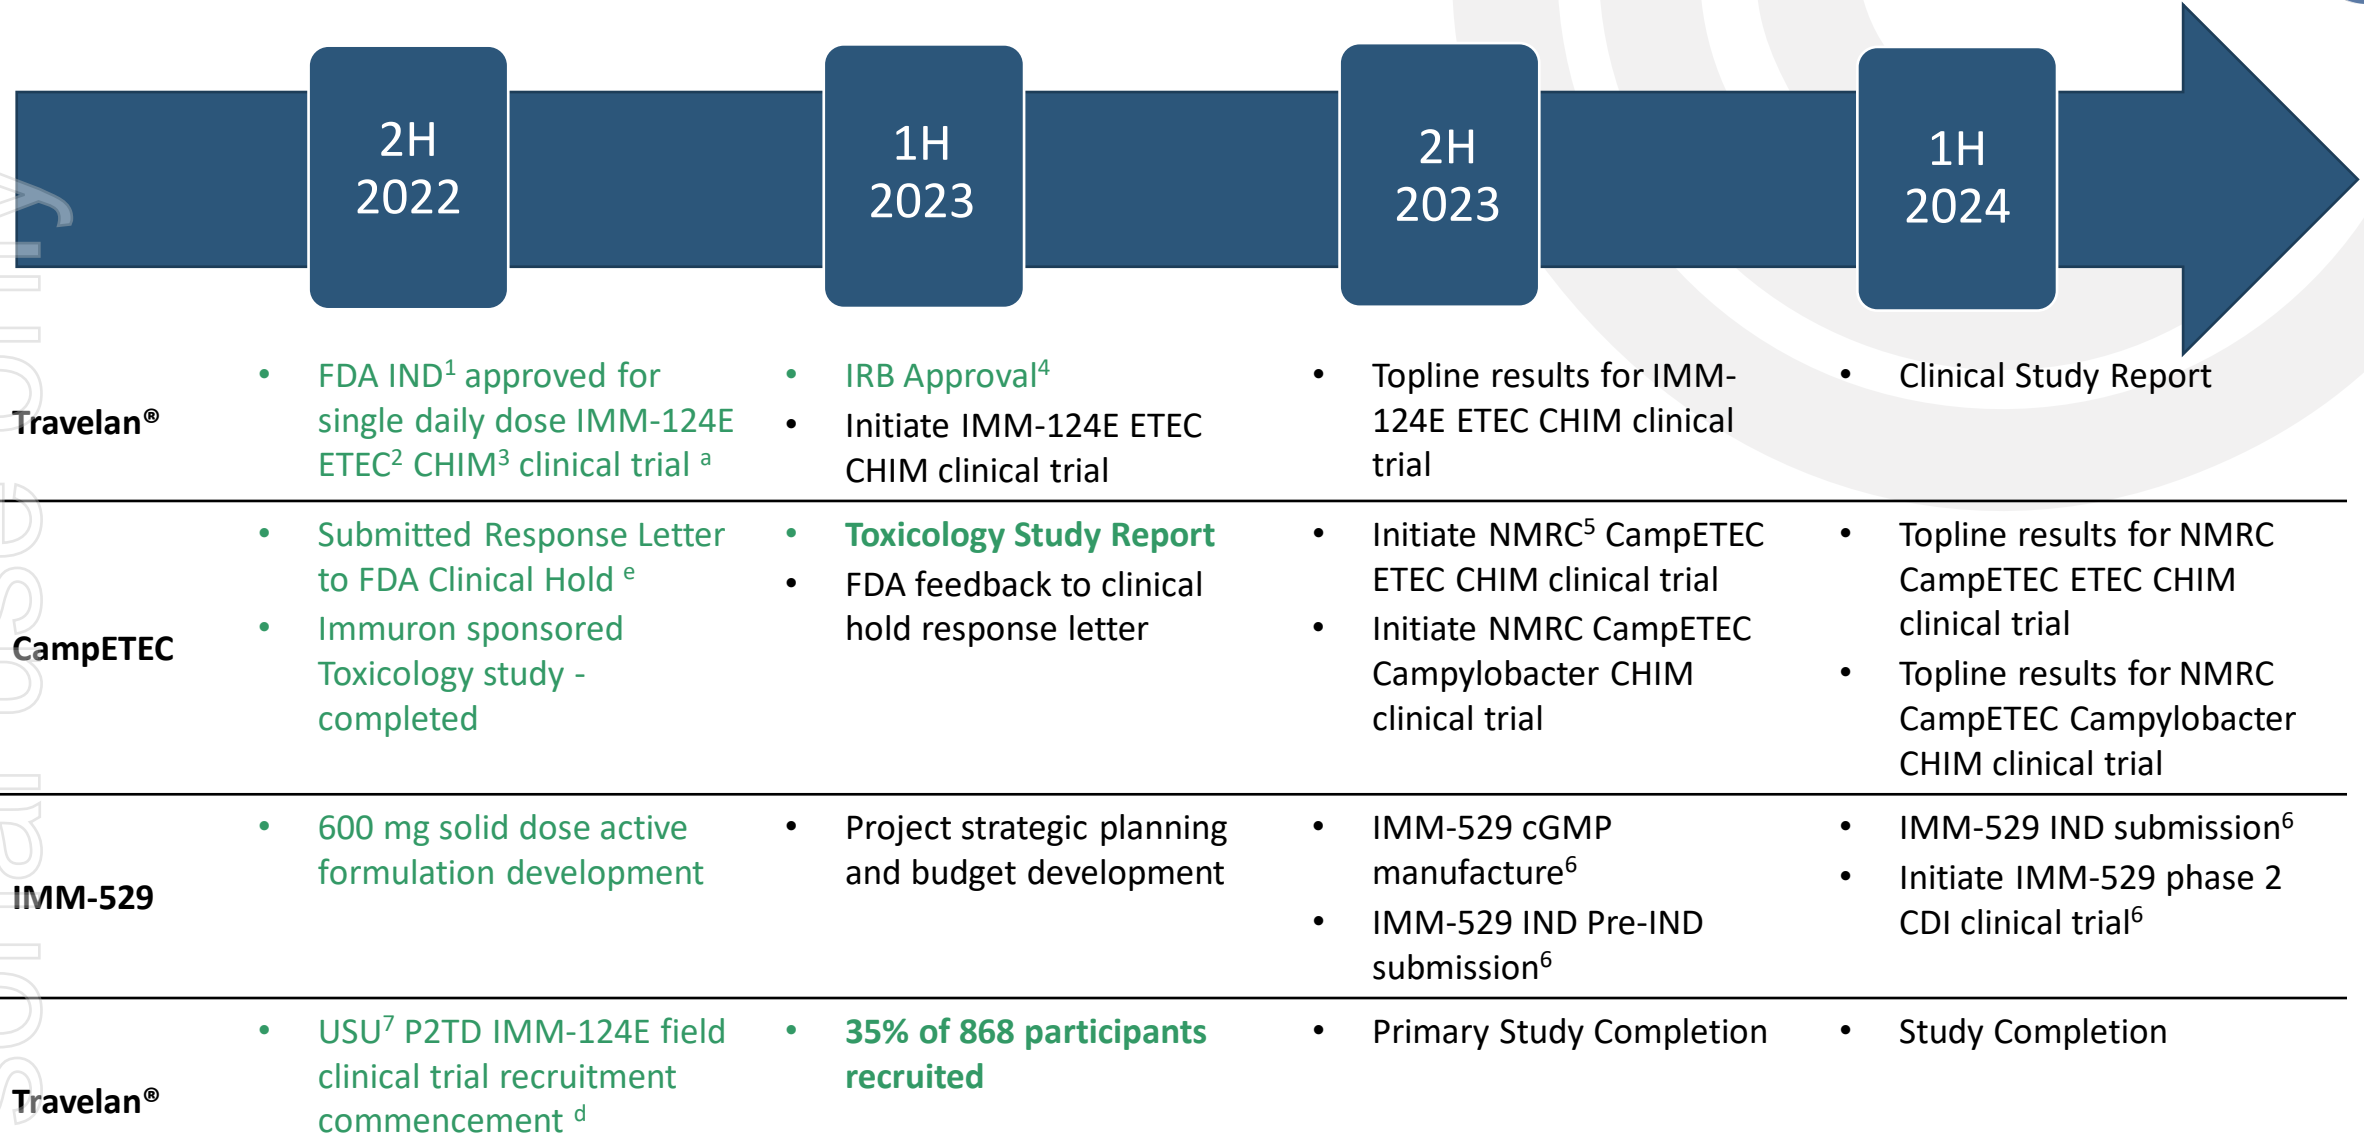 2H
2022
1H
2023
2H
2023
1H
2024
Travelan®
• FDA IND¹ approved for
single daily dose IMM-124E
ETEC² CHIM³ clinical trial ᵃ
• IRB Approval⁴
• Initiate IMM-124E ETEC
CHIM clinical trial
• Topline results for IMM-
124E ETEC CHIM clinical
trial
• Clinical Study Report
CampETEC
• Submitted Response Letter
to FDA Clinical Hold ᵉ
• Immuron sponsored
Toxicology study -
completed
• Toxicology Study Report
• FDA feedback to clinical
hold response letter
• Initiate NMRC⁵ CampETEC
ETEC CHIM clinical trial
• Initiate NMRC CampETEC
Campylobacter CHIM
clinical trial
• Topline results for NMRC
CampETEC ETEC CHIM
clinical trial
• Topline results for NMRC
CampETEC Campylobacter
CHIM clinical trial
IMM-529
• 600 mg solid dose active
formulation development
• Project strategic planning
and budget development
• IMM-529 cGMP
manufacture⁶
• IMM-529 IND Pre-IND
submission⁶
• IMM-529 IND submission⁶
• Initiate IMM-529 phase 2
CDI clinical trial⁶
Travelan®
• USU⁷ P2TD IMM-124E field
clinical trial recruitment
commencement ᵈ
• 35% of 868 participants
recruited
• Primary Study Completion
• Study Completion
use only